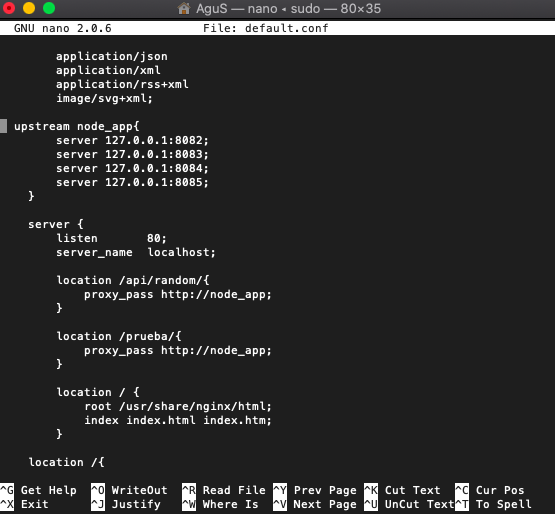 AguS — nano ◂ sudo — 80×35
GNU nano 2.0.6 File: default.conf
application/json
application/xml
application/rss+xml
image/svg+xml;
upstream node_app{
server 127.0.0.1:8082;
server 127.0.0.1:8083;
server 127.0.0.1:8084;
server 127.0.0.1:8085;
}
server {
listen 80;
server_name localhost;
location /api/random/{
proxy_pass http://node_app;
}
location /prueba/{
proxy_pass http://node_app;
}
location / {
root /usr/share/nginx/html;
index index.html index.htm;
}
location /{
^G Get Help ^O WriteOut ^R Read File ^Y Prev Page ^K Cut Text ^C Cur Pos
^X Exit ^J Justify ^W Where Is ^V Next Page ^U UnCut Text ^T To Spell